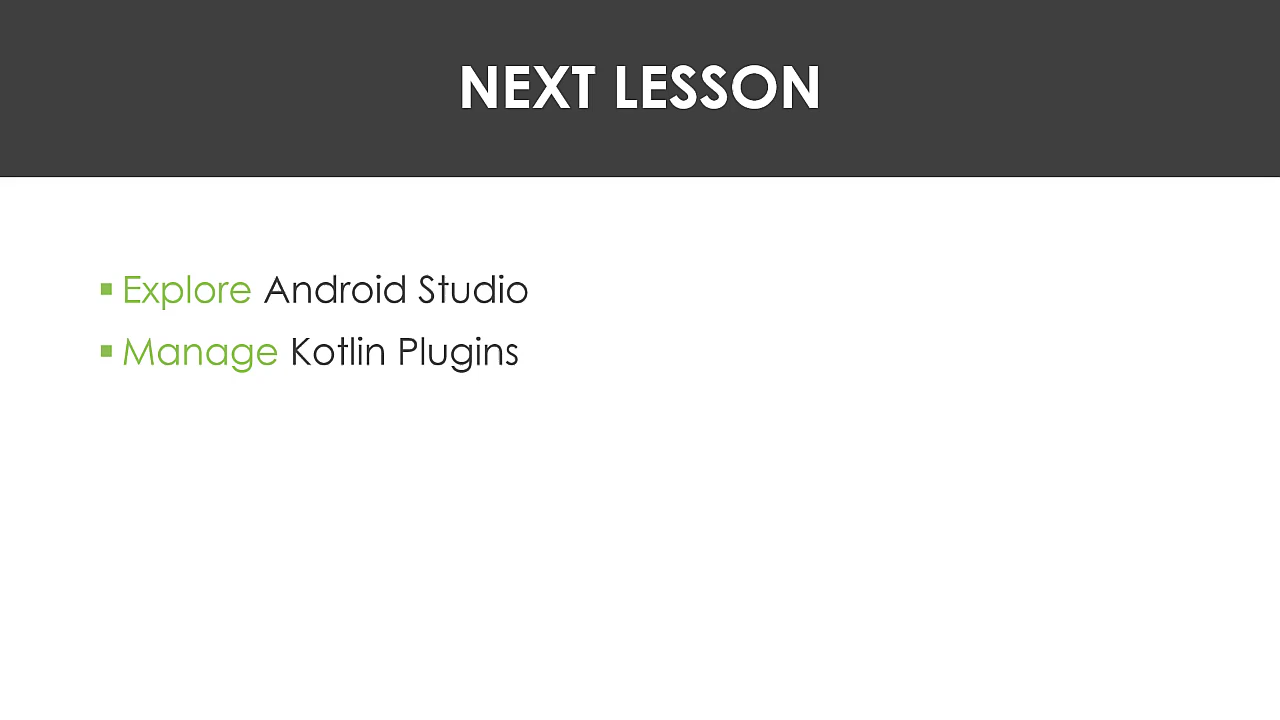 NEXT LESSON
▪ Explore Android Studio
▪ Manage Kotlin Plugins